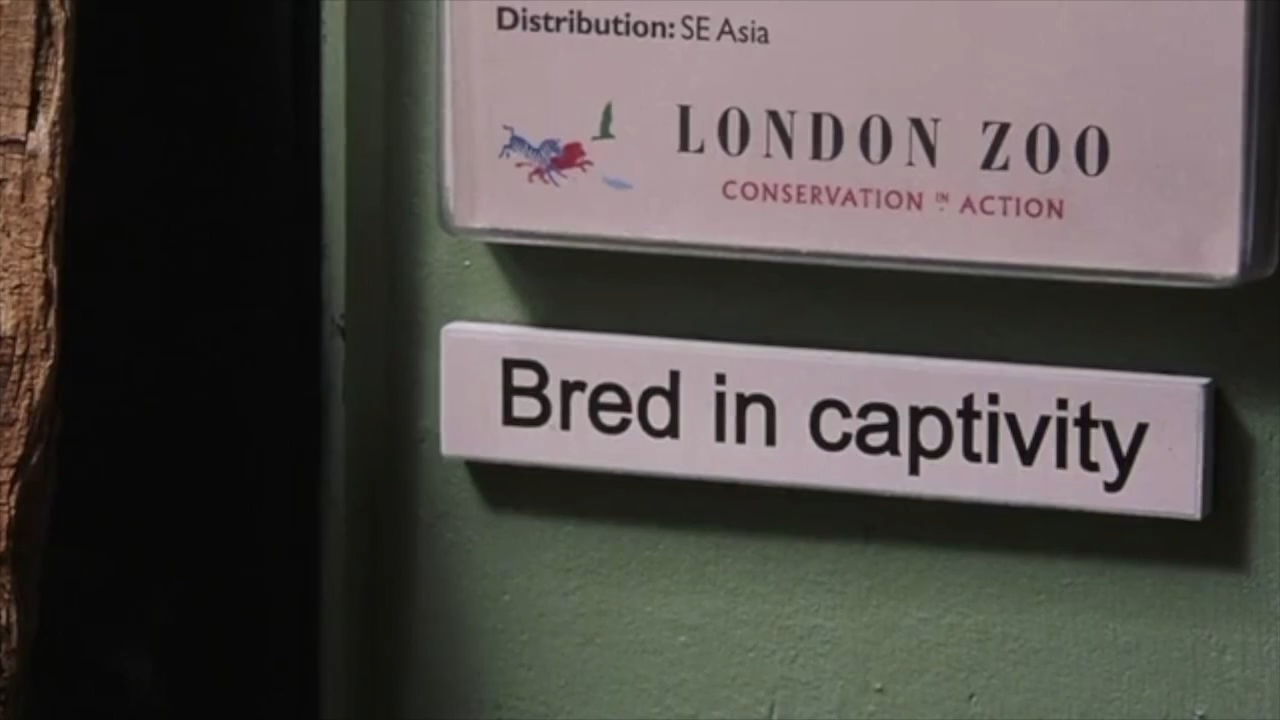 Distribution: SE Asia
LONDON ZOO
CONSERVATION IN ACTION
Bred in captivity